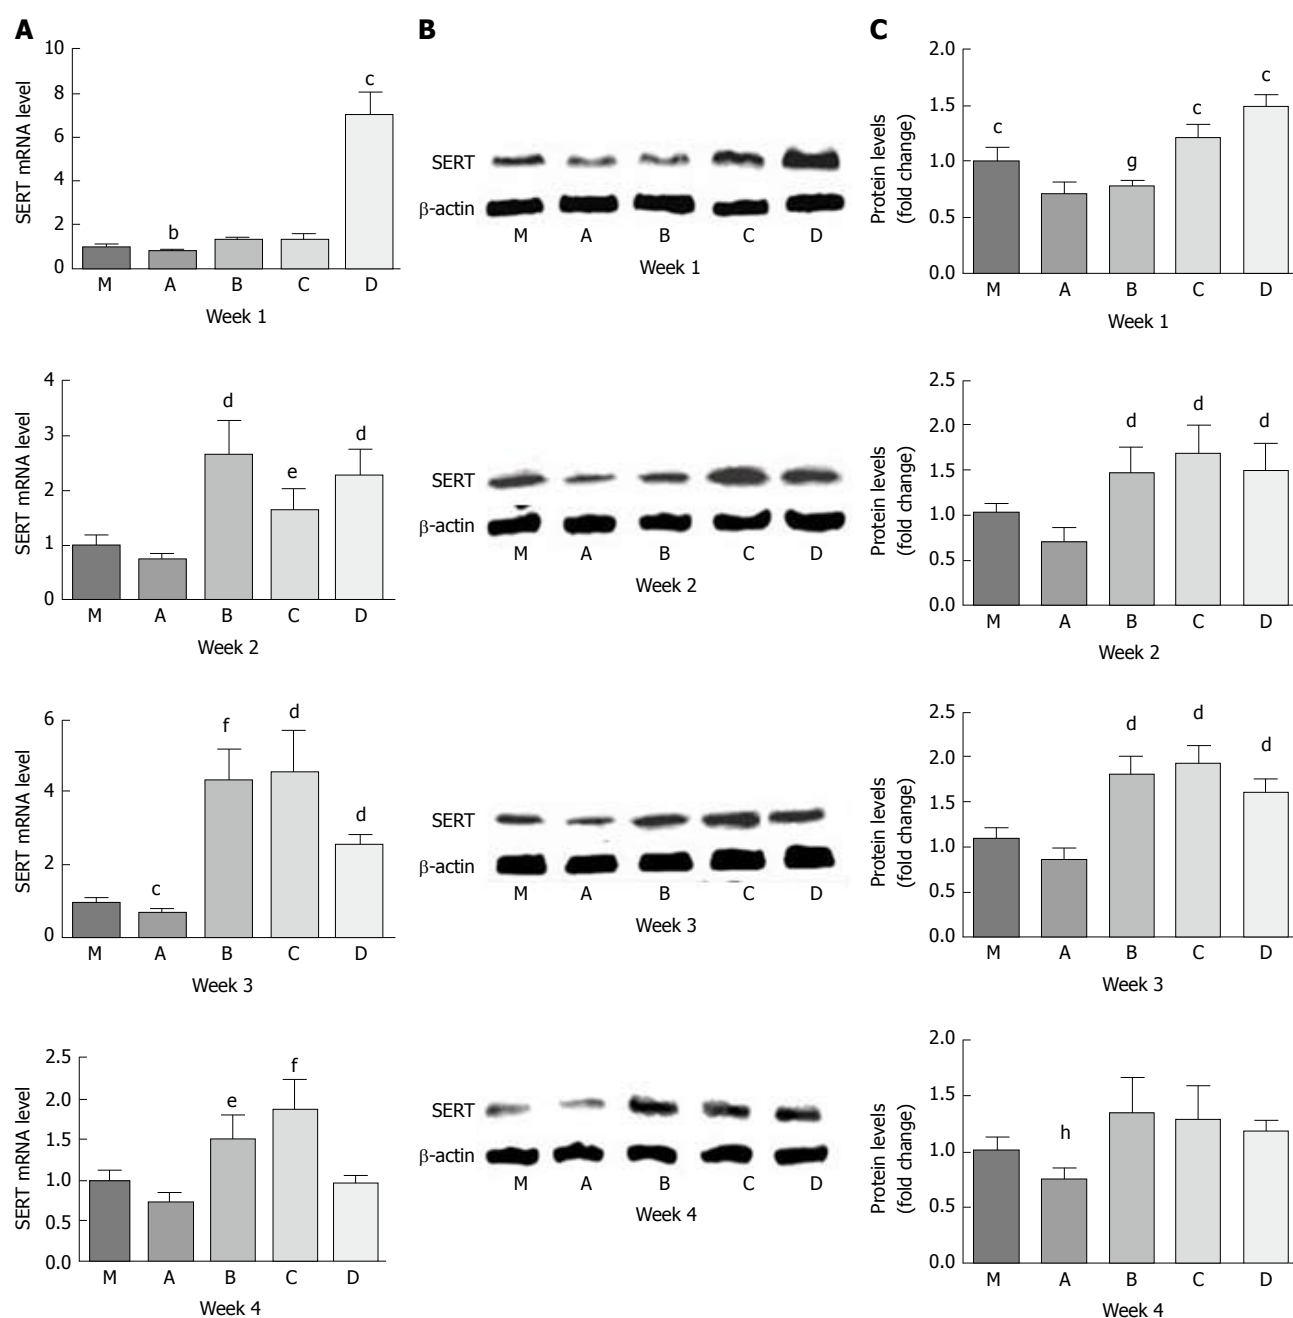 A
B
C
SERT mRNA level
10
8
6
4
2
0
b
c
M A B C D
Week 1
SERT
β-actin
M A B C D
Week 1
Protein levels
(fold change)
2.0
1.5
1.0
0.5
0.0
c
g
c
c
M A B C D
Week 1
SERT mRNA level
4
3
2
1
0
d
e
d
M A B C D
Week 2
SERT
β-actin
M A B C D
Week 2
Protein levels
(fold change)
2.5
2.0
1.5
1.0
0.5
0.0
d
d
d
M A B C D
Week 2
SERT mRNA level
6
4
2
0
c
f
d
d
M A B C D
Week 3
SERT
β-actin
M A B C D
Week 3
Protein levels
(fold change)
2.5
2.0
1.5
1.0
0.5
0.0
d
d
d
M A B C D
Week 3
SERT mRNA level
2.5
2.0
1.5
1.0
0.5
0.0
e
f
M A B C D
Week 4
SERT
β-actin
M A B C D
Week 4
Protein levels
(fold change)
2.0
1.5
1.0
0.5
0.0
h
M A B C D
Week 4